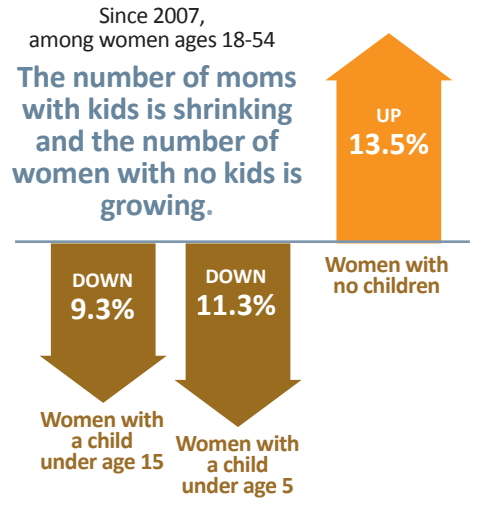 Since 2007,
among women ages 18-54
The number of moms
with kids is shrinking
and the number of
women with no kids is
growing.
UP
13.5%
Women with
no children
DOWN
9.3%
Women with
a child
under age 15
DOWN
11.3%
Women with
a child
under age 5